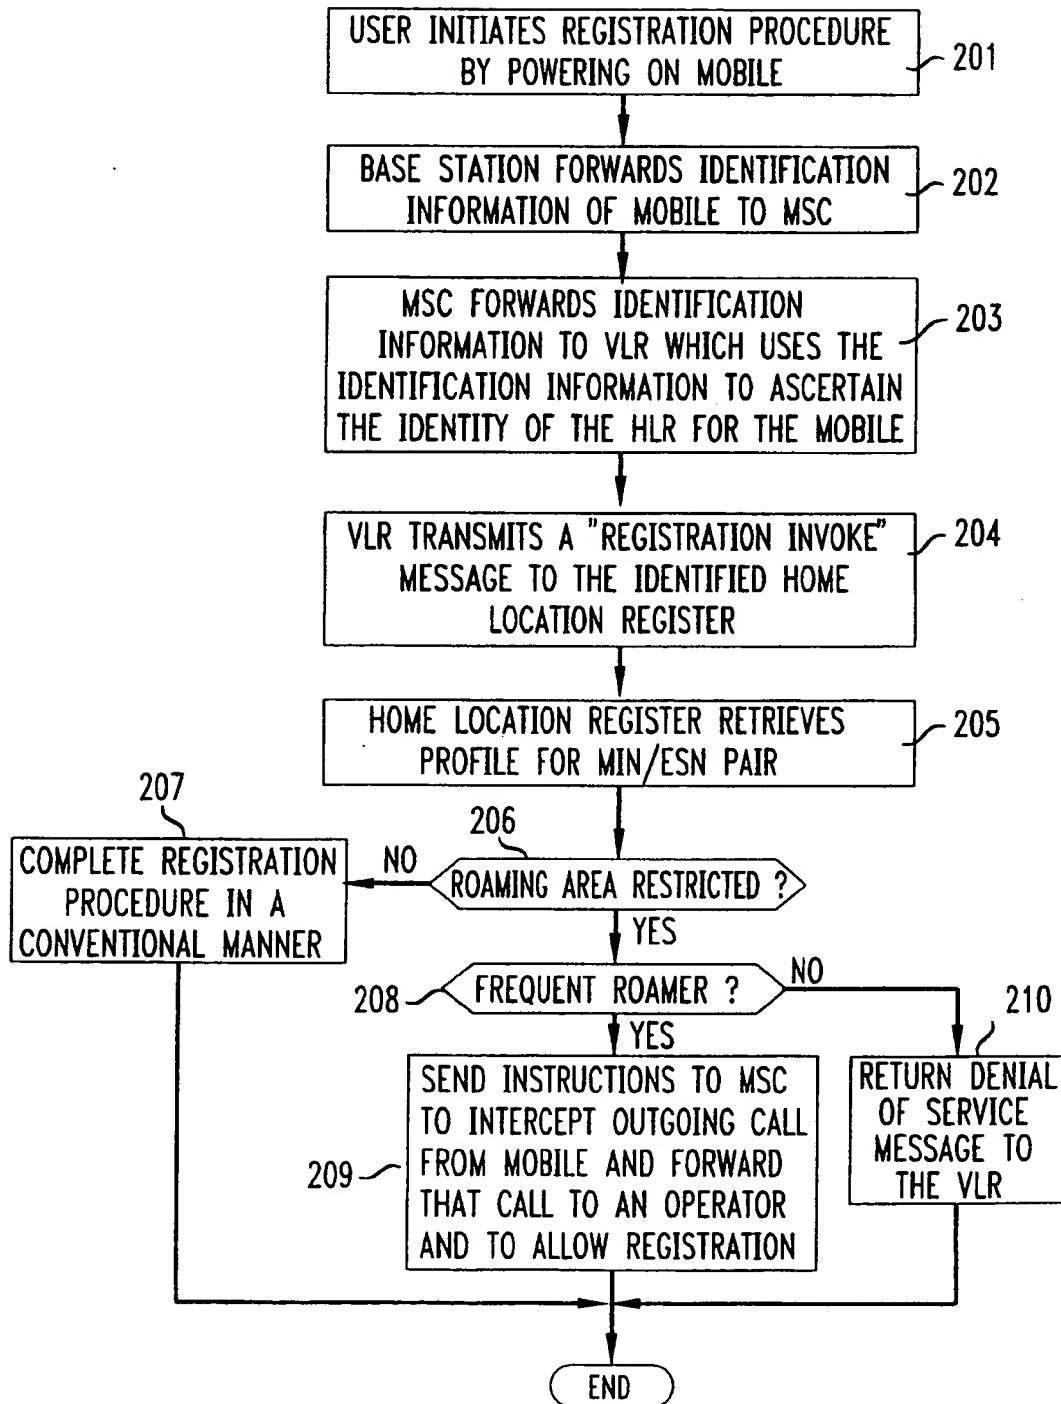 USER INITIATES REGISTRATION PROCEDURE
BY POWERING ON MOBILE
201
BASE STATION FORWARDS IDENTIFICATION
INFORMATION OF MOBILE TO MSC
202
MSC FORWARDS IDENTIFICATION
INFORMATION TO VLR WHICH USES THE
IDENTIFICATION INFORMATION TO ASCERTAIN
THE IDENTITY OF THE HLR FOR THE MOBILE
203
VLR TRANSMITS A "REGISTRATION INVOKE"
MESSAGE TO THE IDENTIFIED HOME
LOCATION REGISTER
204
HOME LOCATION REGISTER RETRIEVES
PROFILE FOR MIN/ESN PAIR
205
206
ROAMING AREA RESTRICTED ?
NO
207
COMPLETE REGISTRATION
PROCEDURE IN A
CONVENTIONAL MANNER
YES
208
FREQUENT ROAMER ?
NO
YES
209
SEND INSTRUCTIONS TO MSC
TO INTERCEPT OUTGOING CALL
FROM MOBILE AND FORWARD
THAT CALL TO AN OPERATOR
AND TO ALLOW REGISTRATION
210
RETURN DENIAL
OF SERVICE
MESSAGE TO
THE VLR
END